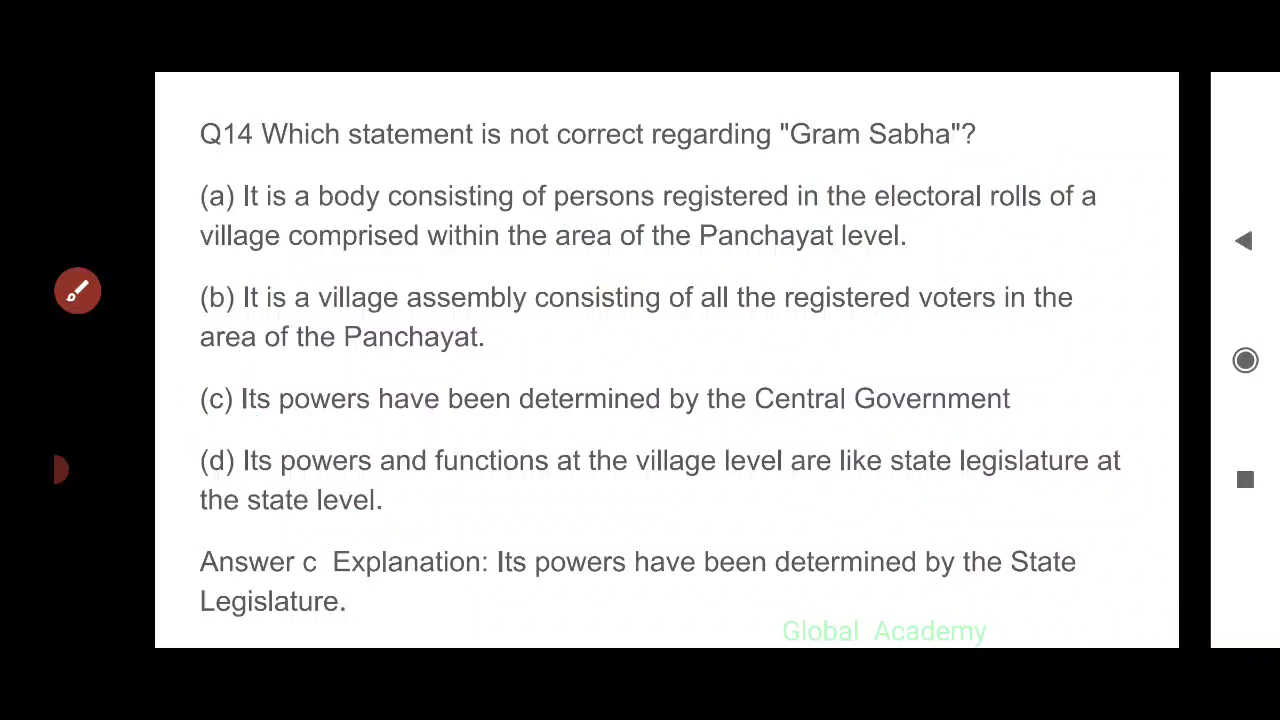 Q14 Which statement is not correct regarding "Gram Sabha"?
(a) It is a body consisting of persons registered in the electoral rolls of a
village comprised within the area of the Panchayat level.
(b) It is a village assembly consisting of all the registered voters in the
area of the Panchayat.
(c) Its powers have been determined by the Central Government
(d) Its powers and functions at the village level are like state legislature at
the state level.
Answer c  Explanation: Its powers have been determined by the State
Legislature.
Global Academy